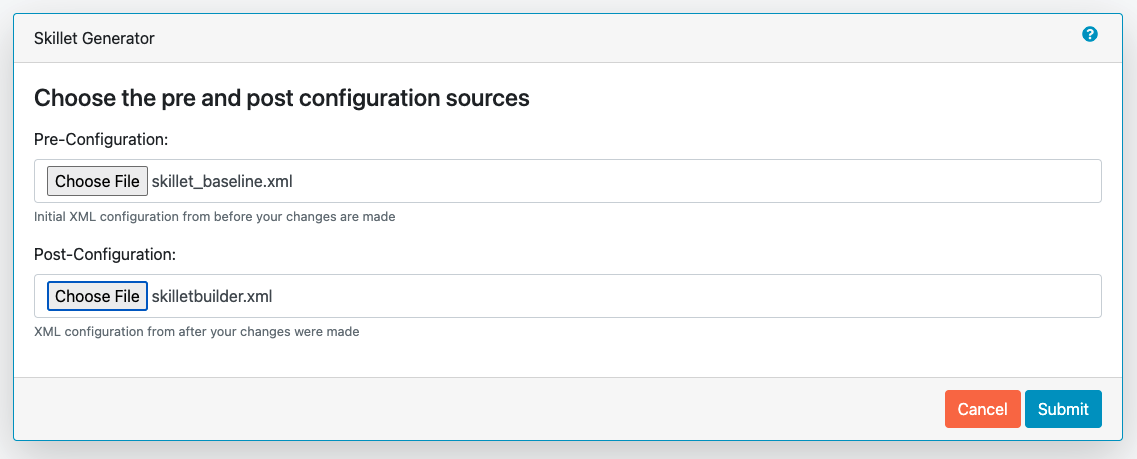 Skillet Generator ?
Choose the pre and post configuration sources
Pre-Configuration:
Choose File skillet_baseline.xml
Initial XML configuration from before your changes are made
Post-Configuration:
Choose File skilletbuilder.xml
XML configuration from after your changes were made
Cancel Submit